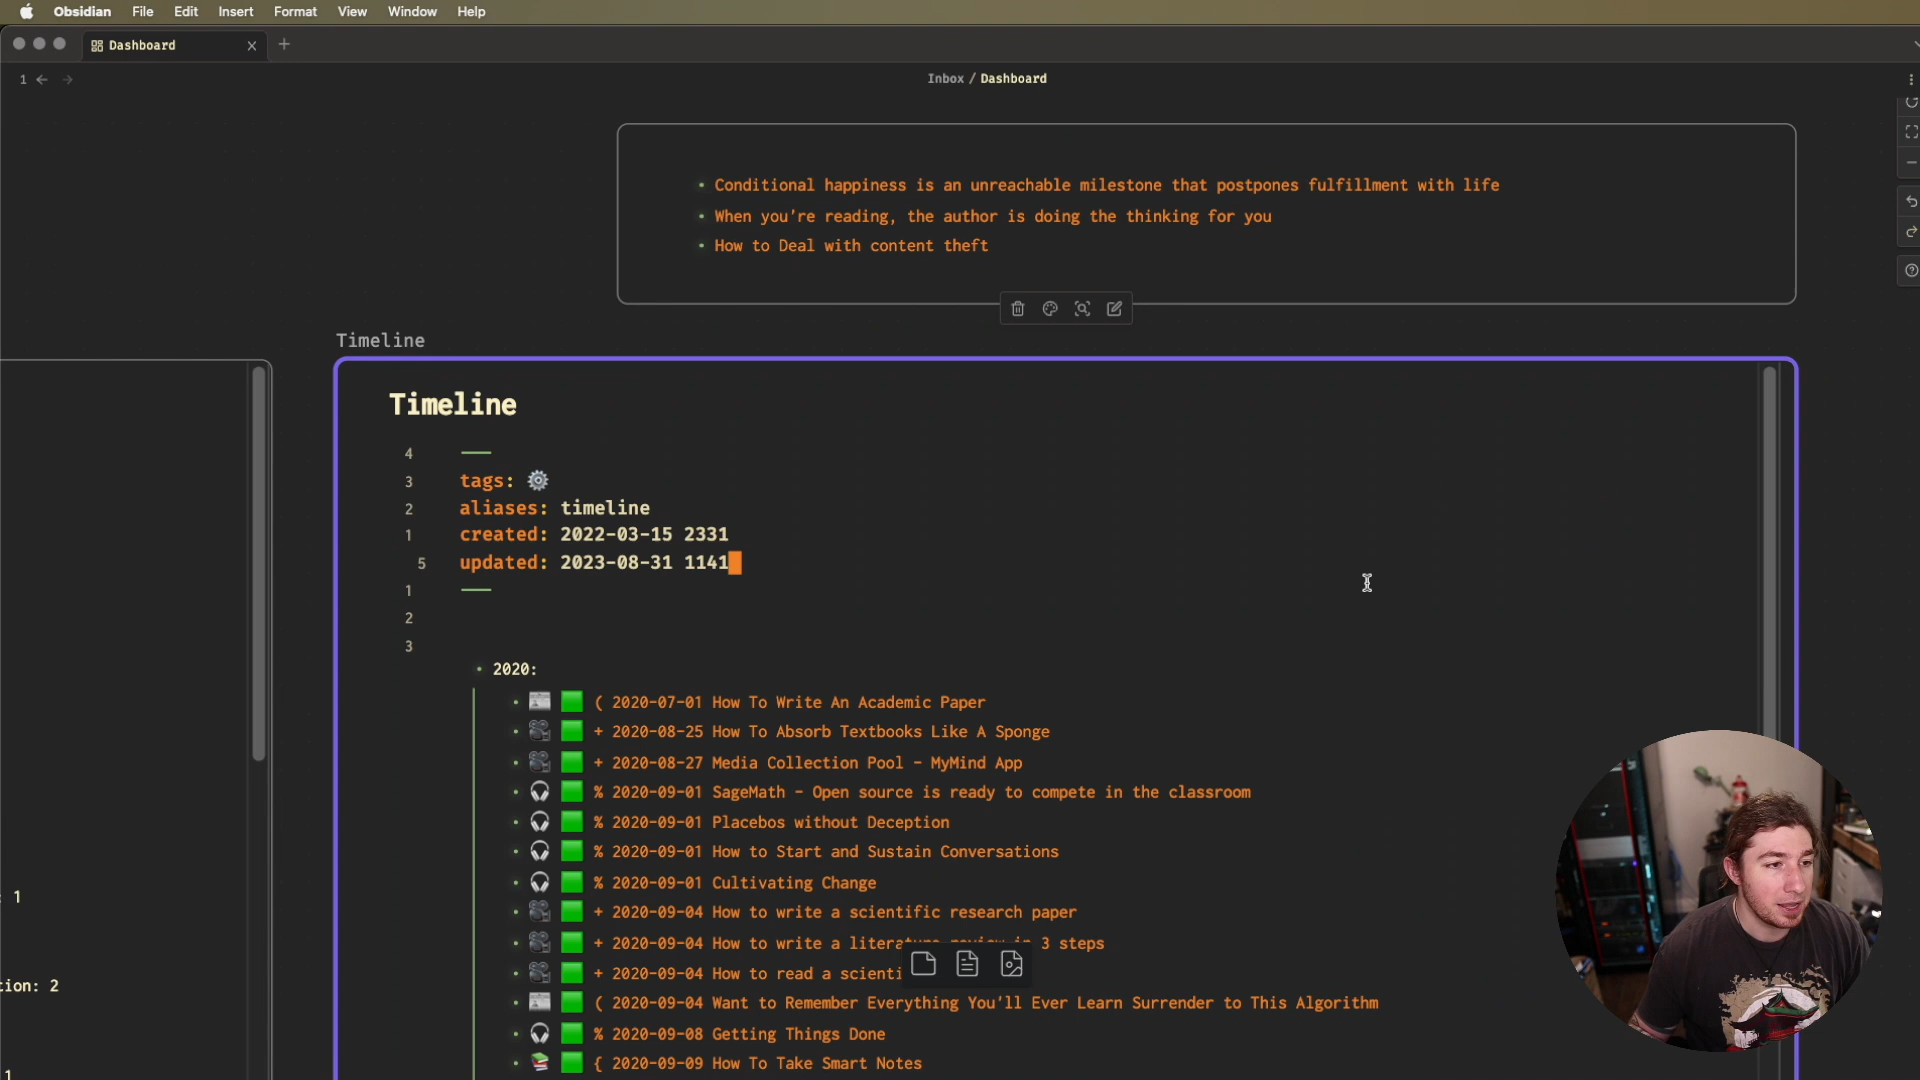 Obsidian File Edit Insert Format View Window Help
Dashboard
1
Inbox / Dashboard
• Conditional happiness is an unreachable milestone that postpones fulfillment with life
• When you're reading, the author is doing the thinking for you
• How to Deal with content theft
Timeline
Timeline
4
3 tags: ⚙️
2 aliases: timeline
1 created: 2022-03-15 2331
5 updated: 2023-08-31 1141
1
2
3
• 2020:
• ( 2020-07-01 How To Write An Academic Paper
• + 2020-08-25 How To Absorb Textbooks Like A Sponge
• + 2020-08-27 Media Collection Pool - MyMind App
• % 2020-09-01 SageMath - Open source is ready to compete in the classroom
• % 2020-09-01 Placebos without Deception
• % 2020-09-01 How to Start and Sustain Conversations
• % 2020-09-01 Cultivating Change
• + 2020-09-04 How to write a scientific research paper
• + 2020-09-04 How to write a 3 steps
• + 2020-09-04 How to read a
• ( 2020-09-04 Want to Remember Everything You'll Ever Learn Surrender to This Algorithm
• % 2020-09-08 Getting Things Done
• { 2020-09-09 How To Take Smart Notes
: 1
tion: 2
1